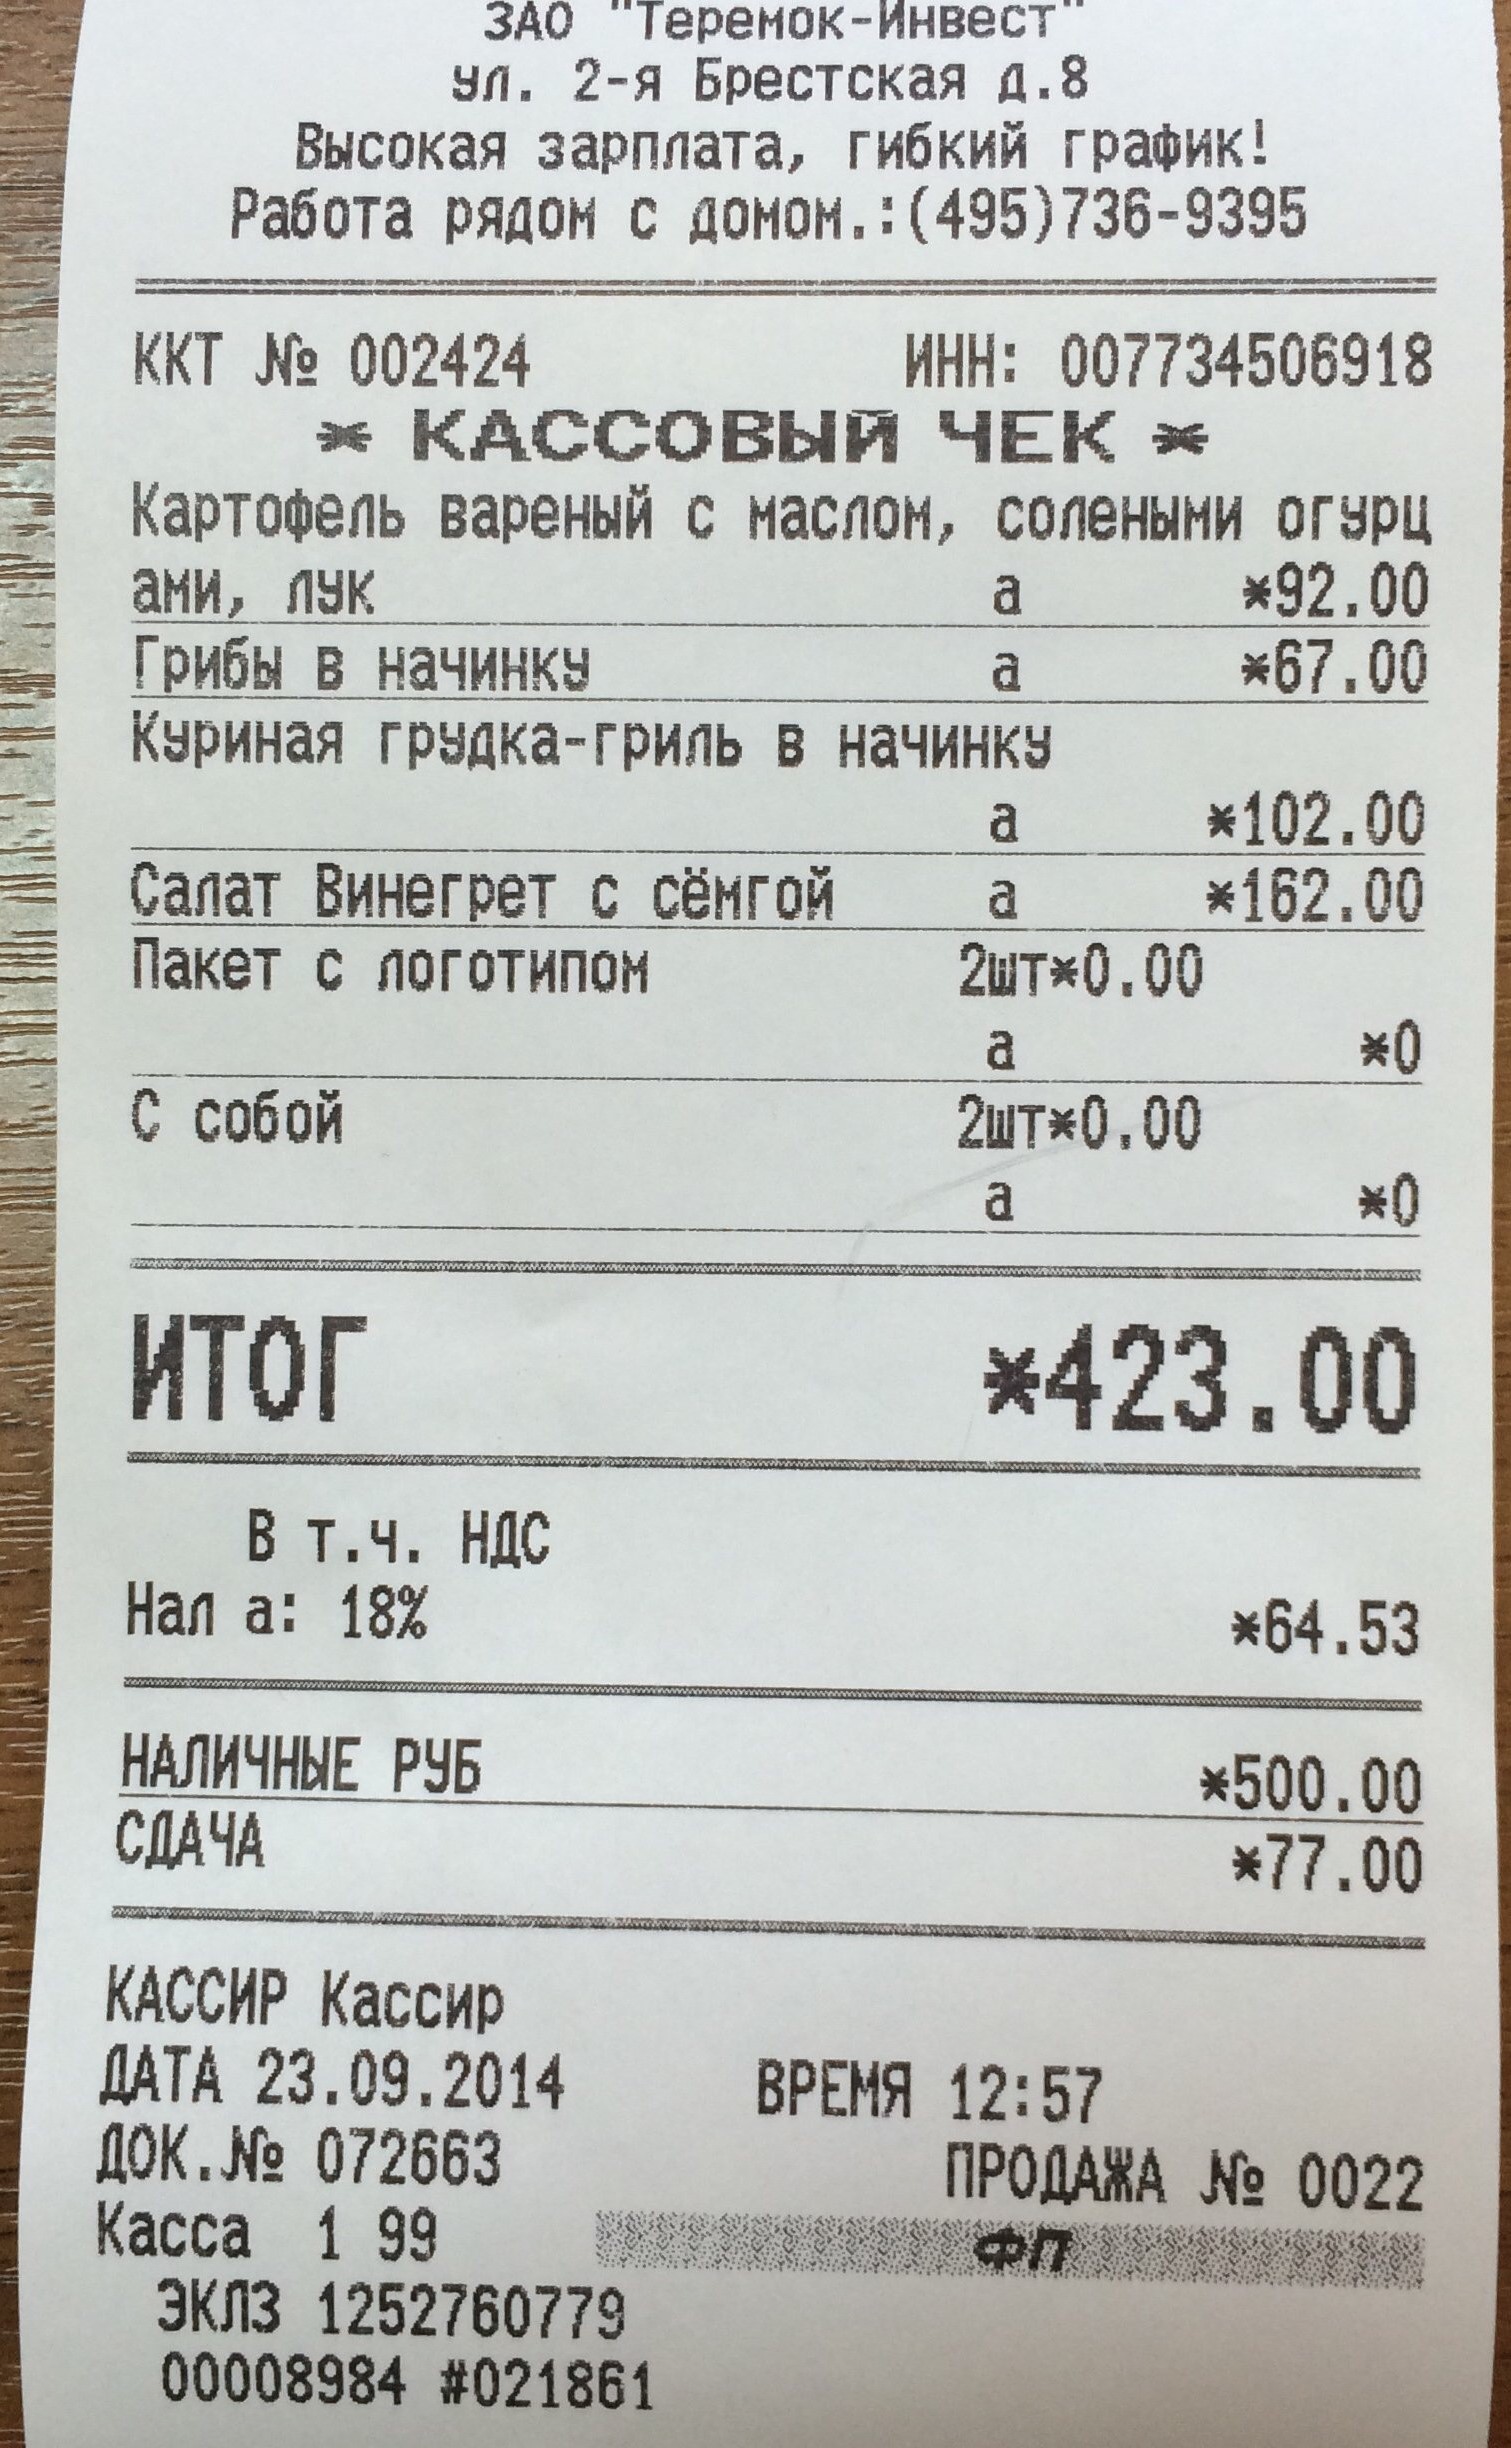 ЗАО "Теремок-Инвест"
ул. 2-я Брестская д.8
Высокая зарплата, гибкий график!
Работа рядом с домом.:(495)736-9395
ККТ № 002424 ИНН: 007734506918
* КАССОВЫЙ ЧЕК *
Картофель вареный с маслом, солеными огурц
ами, лук а *92.00
Грибы в начинку а *67.00
Куриная грудка-гриль в начинку
а *102.00
Салат Винегрет с сёмгой а *162.00
Пакет с логотипом 2шт*0.00
а *0
С собой 2шт*0.00
а *0
ИТОГ *423.00
В т.ч. НДС
Нал а: 18% *64.53
НАЛИЧНЫЕ РУБ *500.00
СДАЧА *77.00
КАССИР Кассир
ДАТА 23.09.2014 ВРЕМЯ 12:57
ДОК.№ 072663 ПРОДАЖА № 0022
Касса 1 99 ФП
ЭКЛЗ 1252760779
00008984 #021861